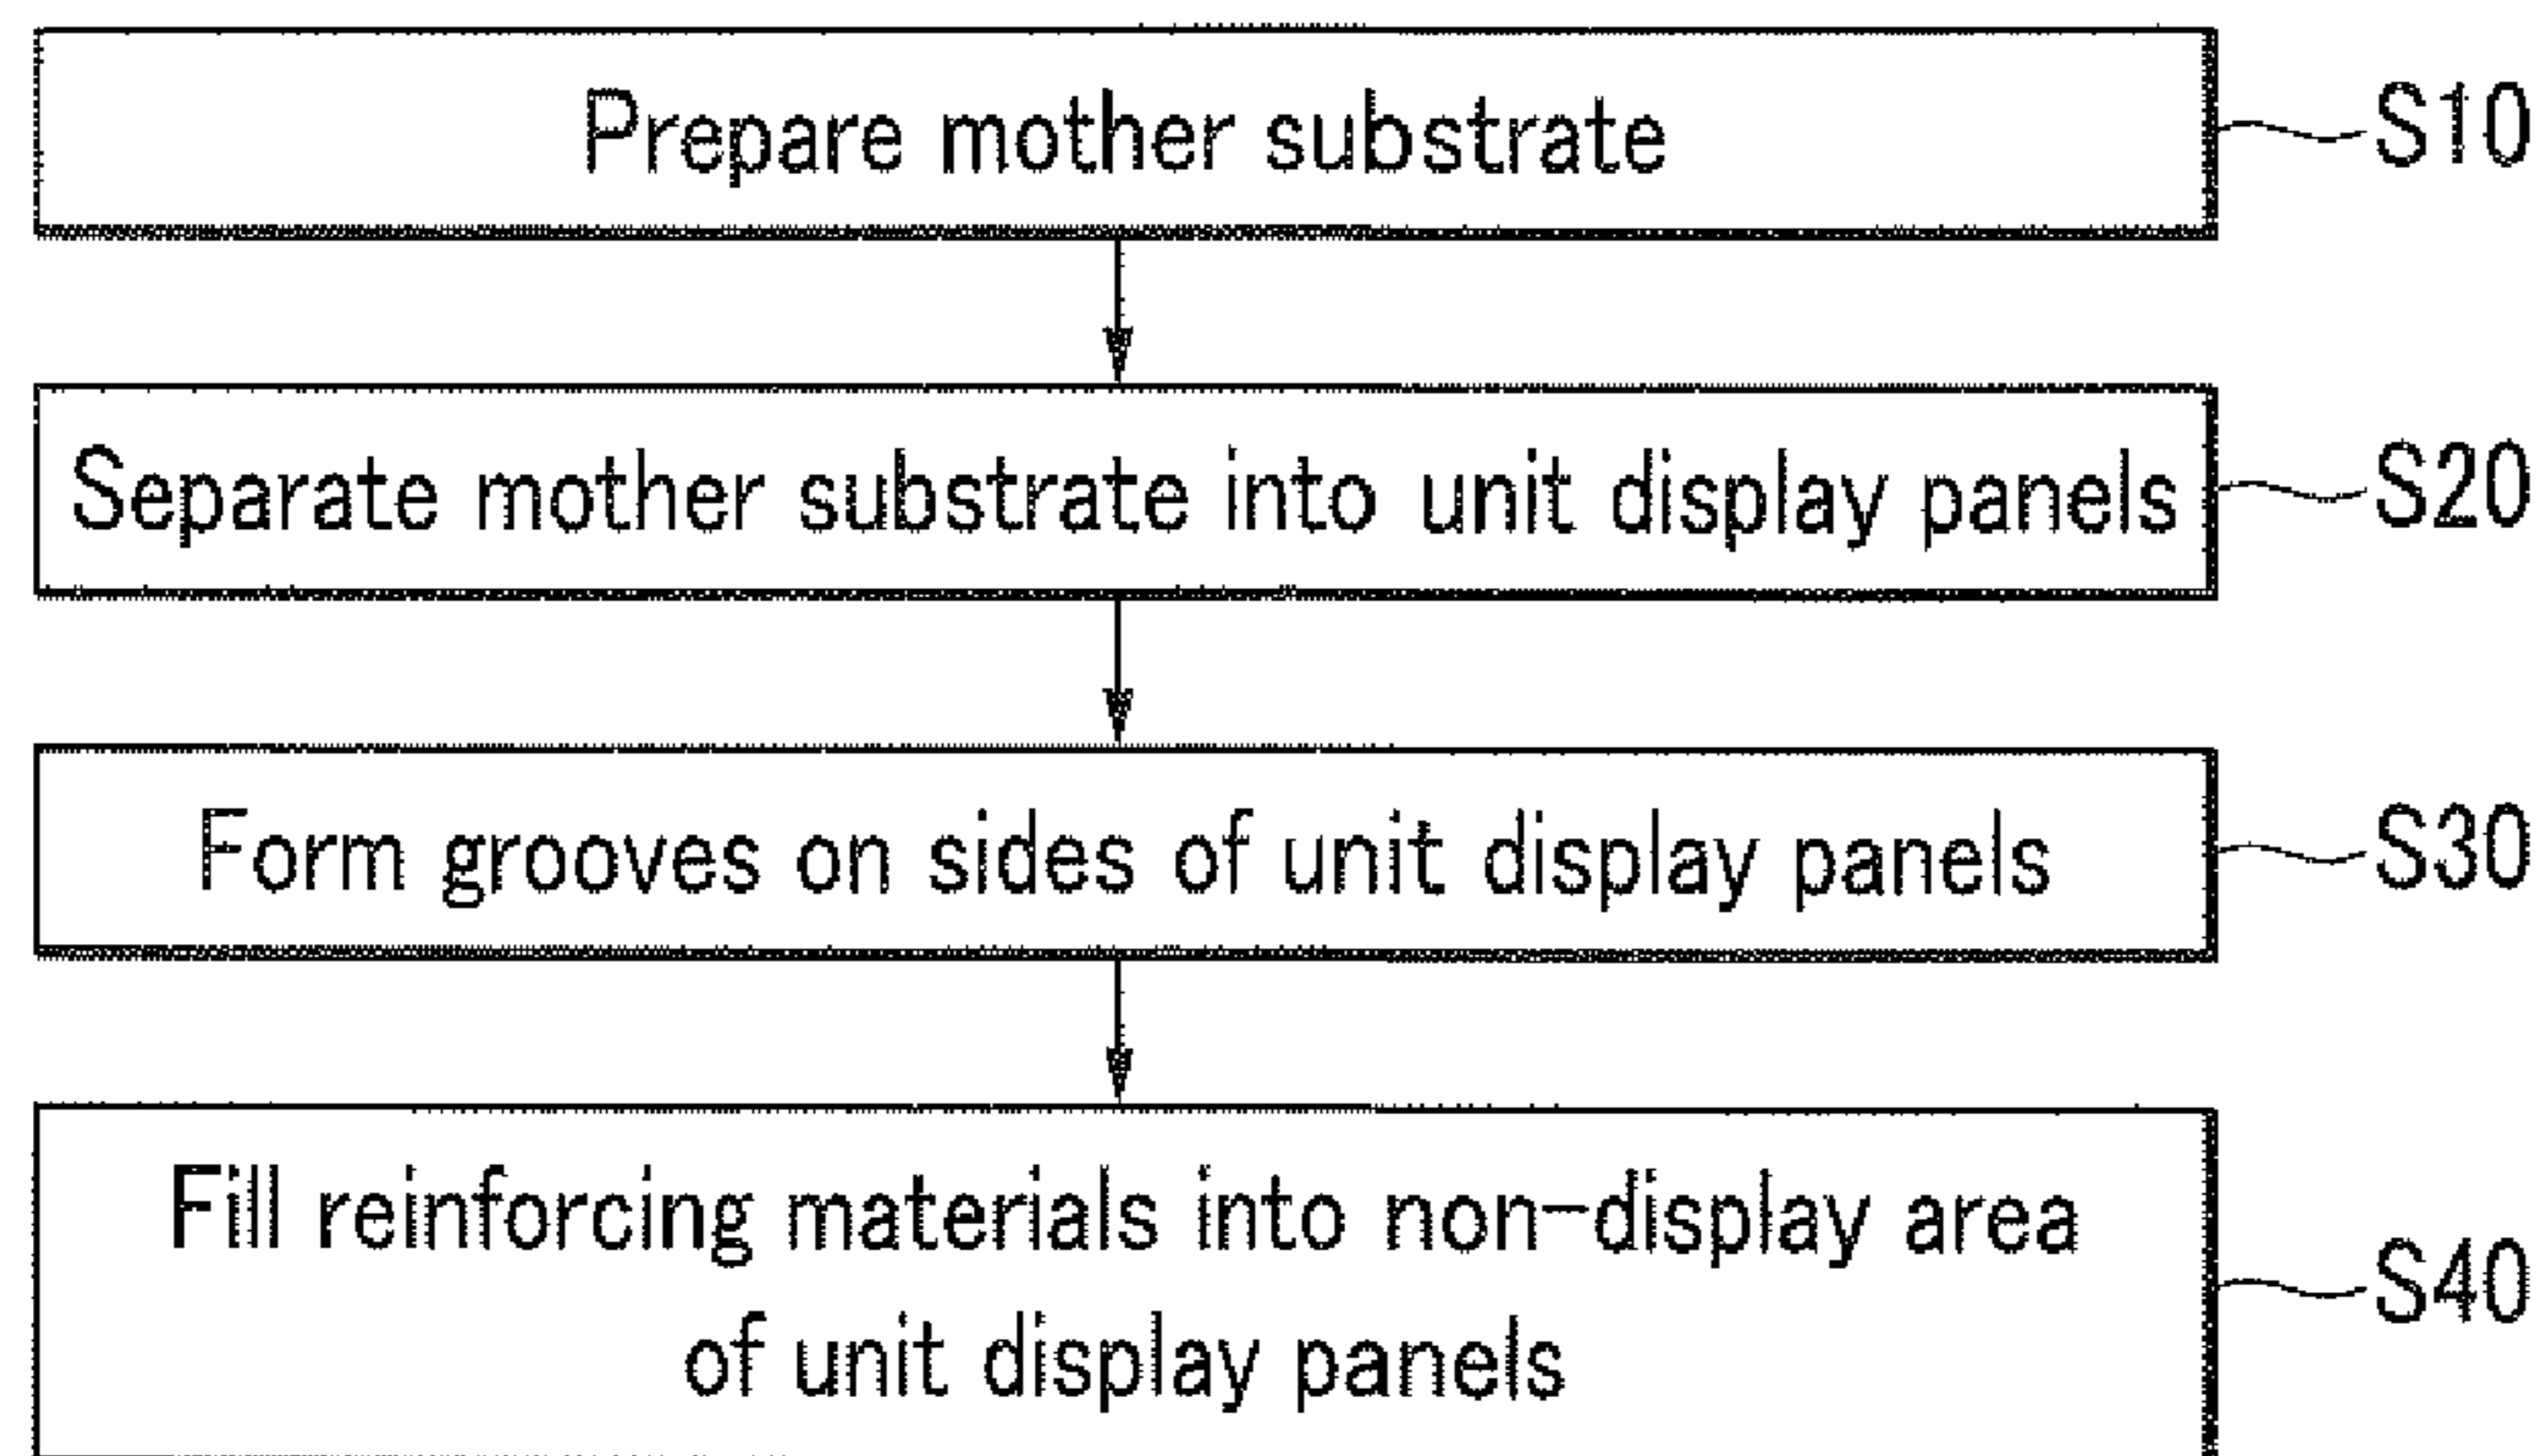 Prepare mother substrate S10
Separate mother substrate into unit display panels S20
Form grooves on sides of unit display panels S30
Fill reinforcing materials into non-display area
of unit display panels S40